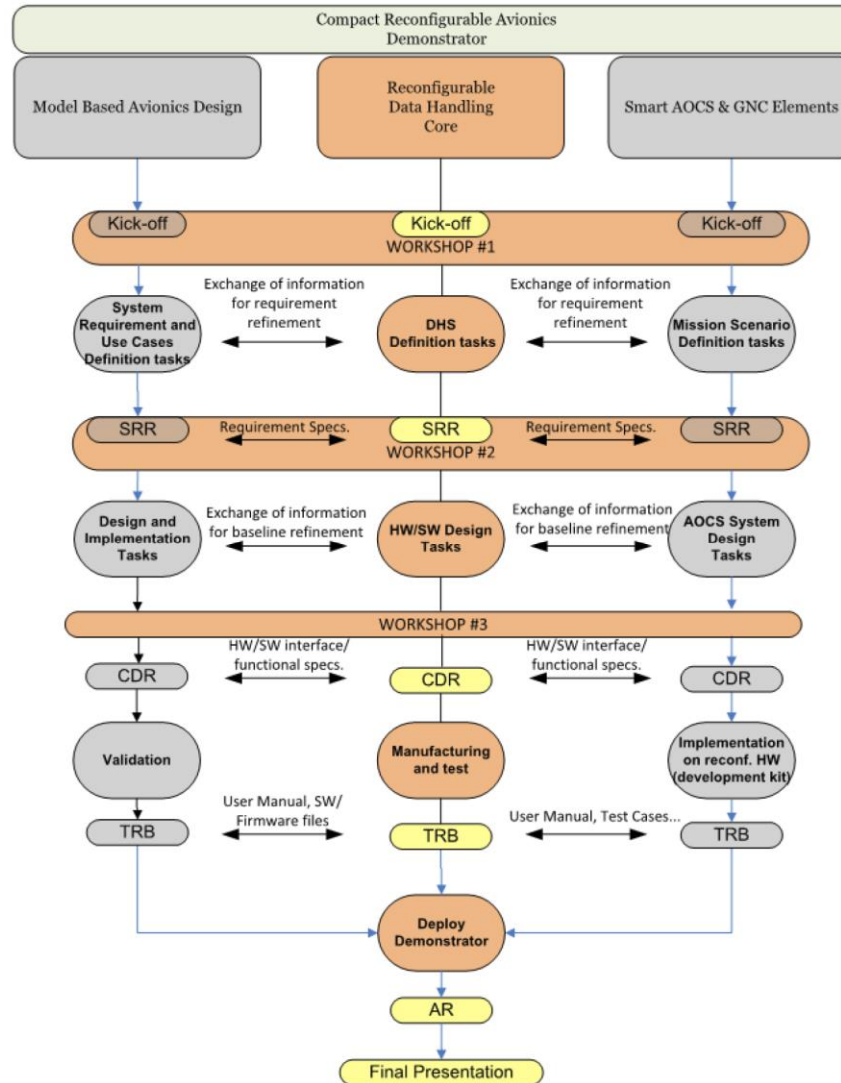 Compact Reconfigurable Avionics
Demonstrator
Model Based Avionics Design
Reconfigurable
Data Handling
Core
Smart AOCS & GNC Elements
Kick-off
Kick-off
Kick-off
WORKSHOP #1
System
Requirement and
Use Cases
Definition tasks
Exchange of information
for requirement
refinement
DHS
Definition tasks
Exchange of information
for requirement
refinement
Mission Scenario
Definition tasks
SRR
Requirement Specs.
SRR
Requirement Specs.
SRR
WORKSHOP #2
Design and
Implementation
Tasks
Exchange of information
for baseline refinement
HW/SW Design
Tasks
Exchange of information
for baseline refinement
AOCS System
Design
Tasks
WORKSHOP #3
CDR
HW/SW interface/
functional specs.
CDR
HW/SW interface/
functional specs.
CDR
Validation
Manufacturing
and test
Implementation
on reconf. HW
(development kit)
TRB
User Manual, SW/
Firmware files
TRB
User Manual, Test Cases...
TRB
Deploy
Demonstrator
AR
Final Presentation